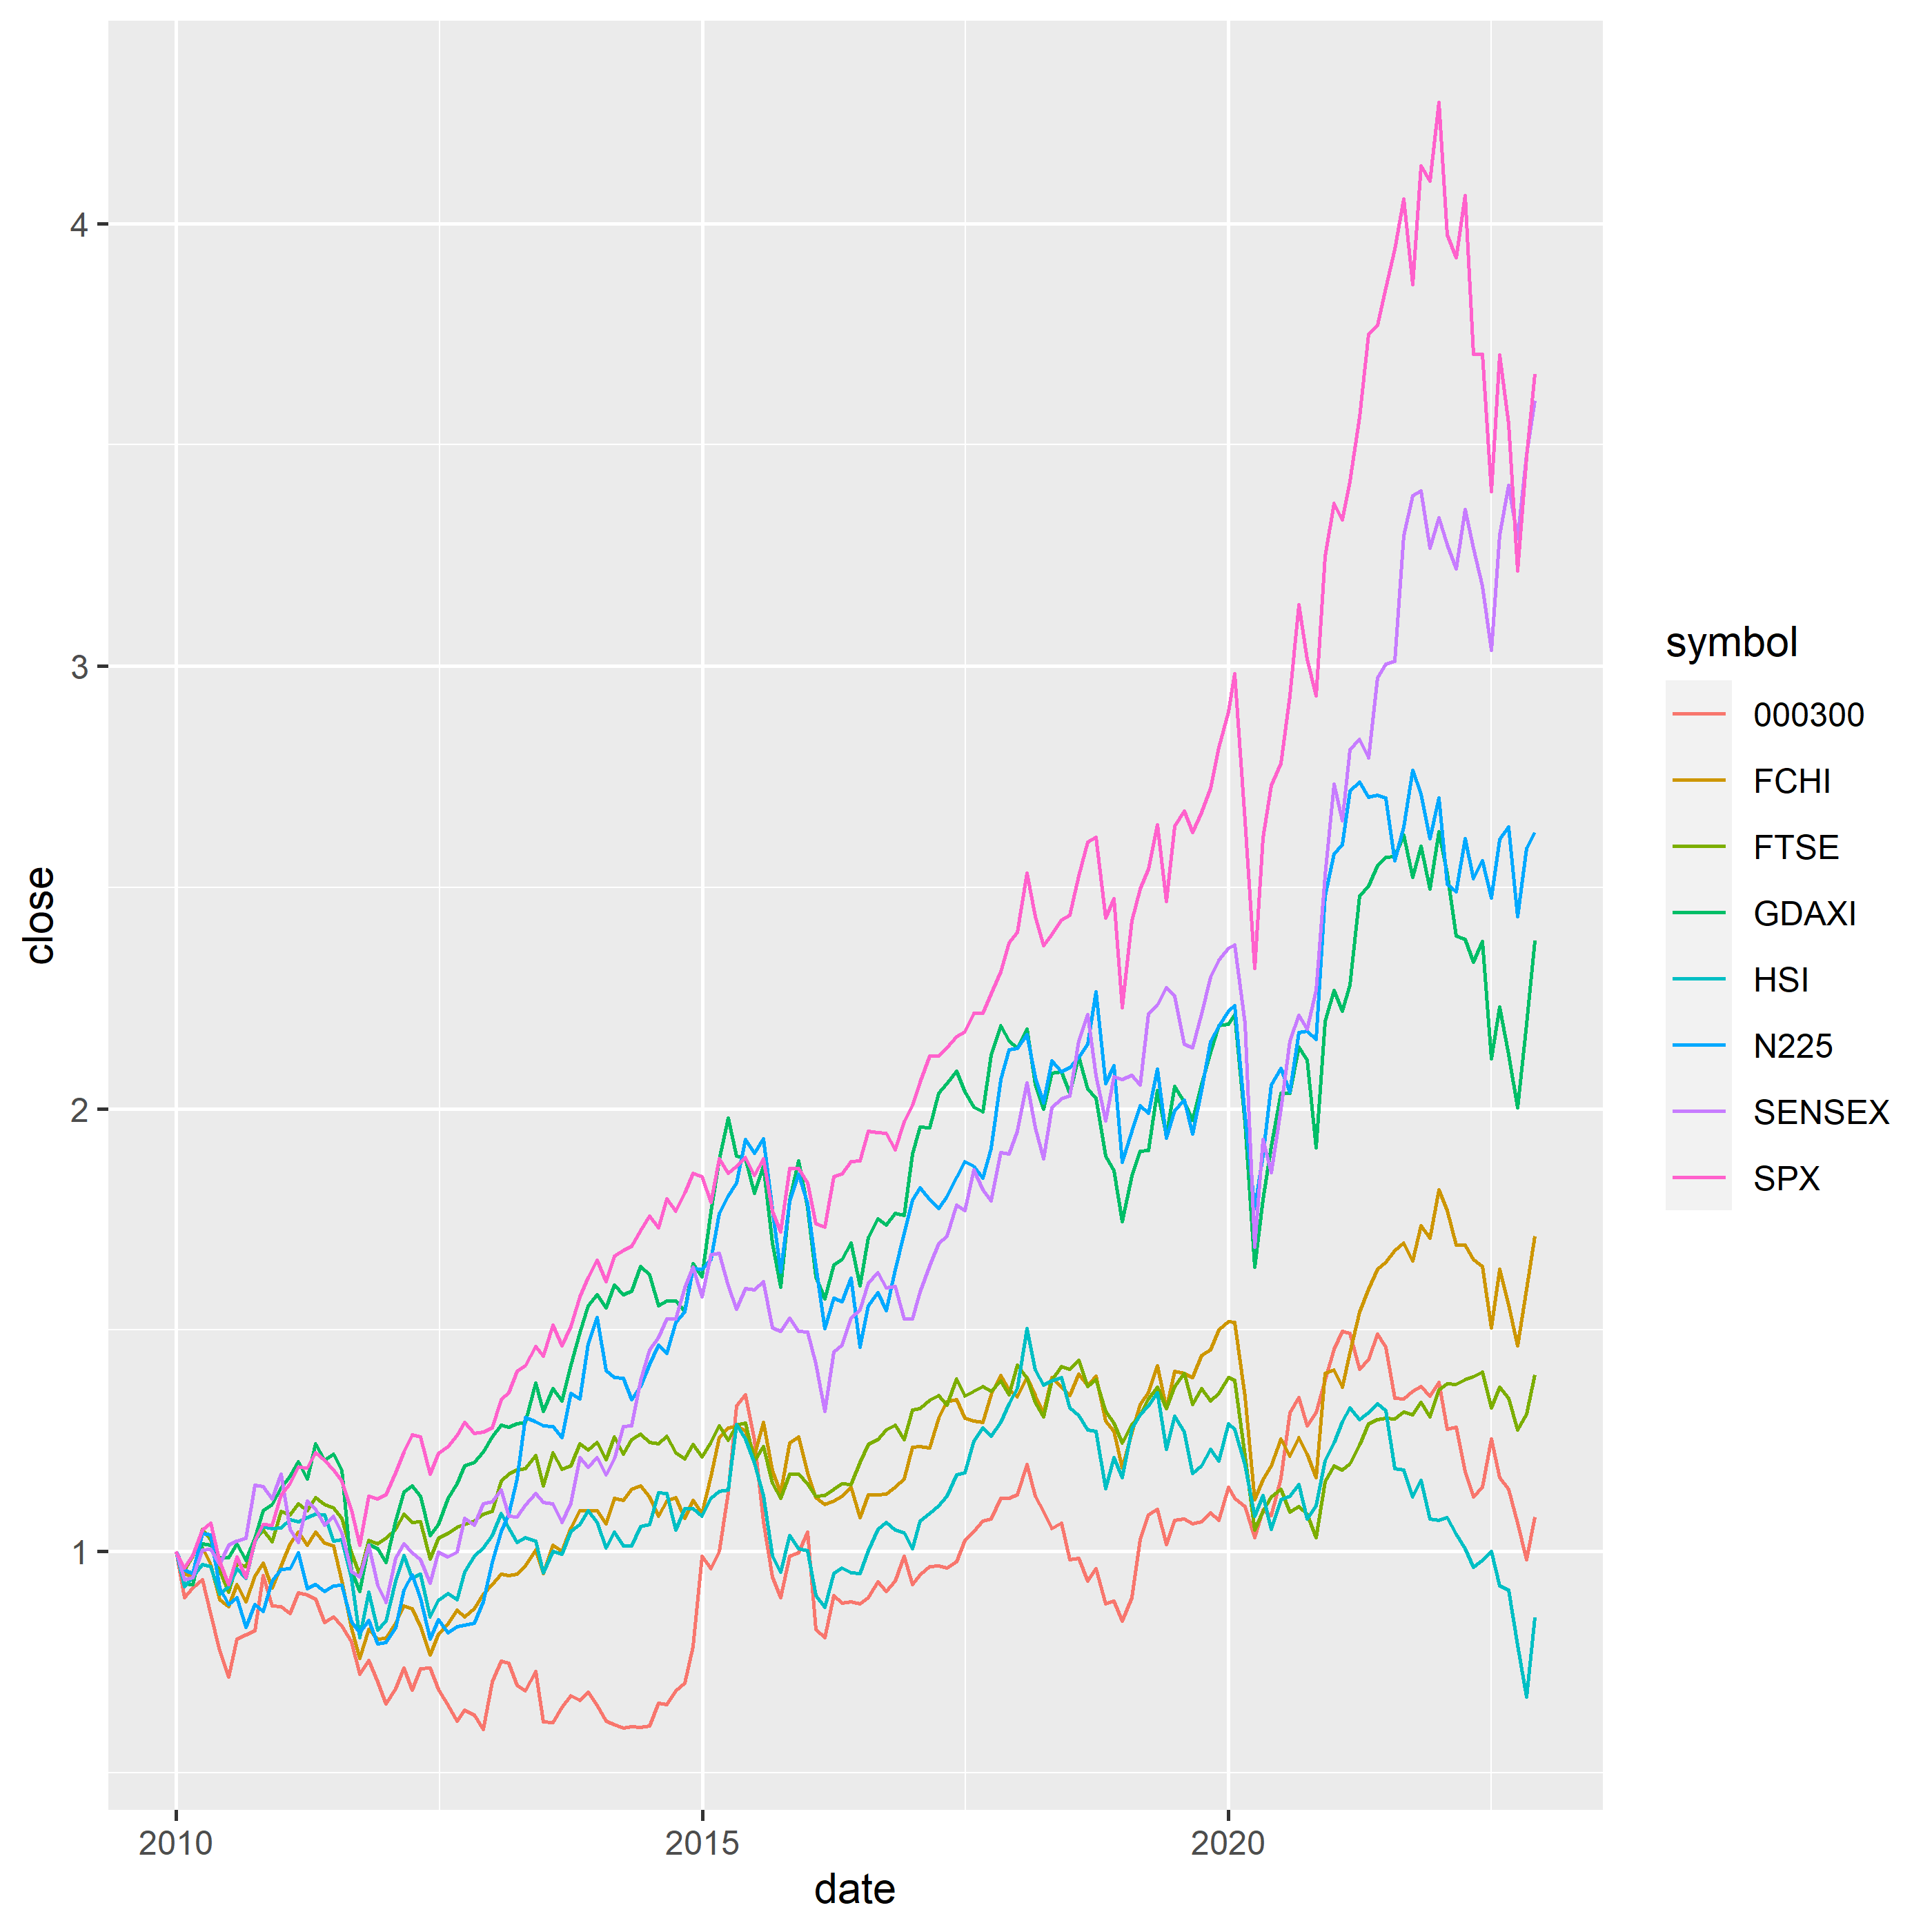 close
4
3
2
1
2010
2015
2020
date
symbol
000300
FCHI
FTSE
GDAXI
HSI
N225
SENSEX
SPX